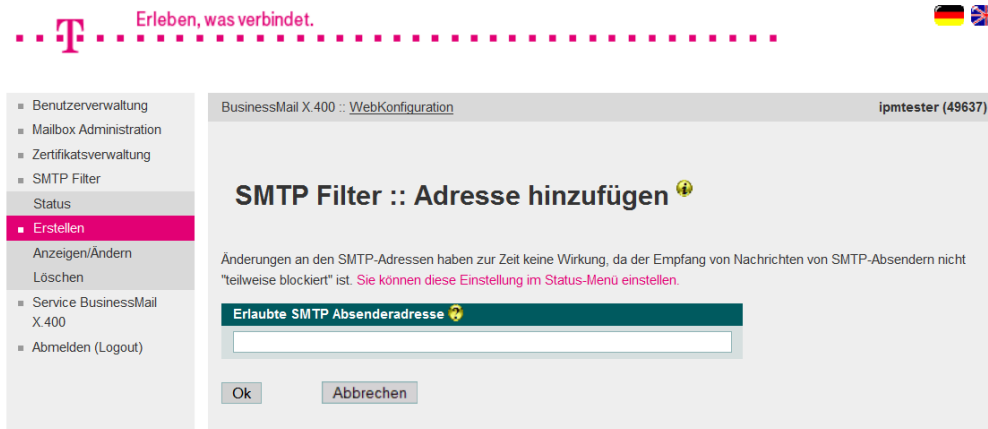 T
Erleben, was verbindet.
Benutzerverwaltung
Mailbox Administration
Zertifikatsverwaltung
SMTP Filter
Status
Erstellen
Anzeigen/Ändern
Löschen
Service BusinessMail
X.400
Abmelden (Logout)
BusinessMail X.400 :: WebKonfiguration
ipmtester (49637)
SMTP Filter :: Adresse hinzufügen
Änderungen an den SMTP-Adressen haben zur Zeit keine Wirkung, da der Empfang von Nachrichten von SMTP-Absendern nicht
"teilweise blockiert" ist. Sie können diese Einstellung im Status-Menü einstellen.
Erlaubte SMTP Absenderadresse
Ok
Abbrechen